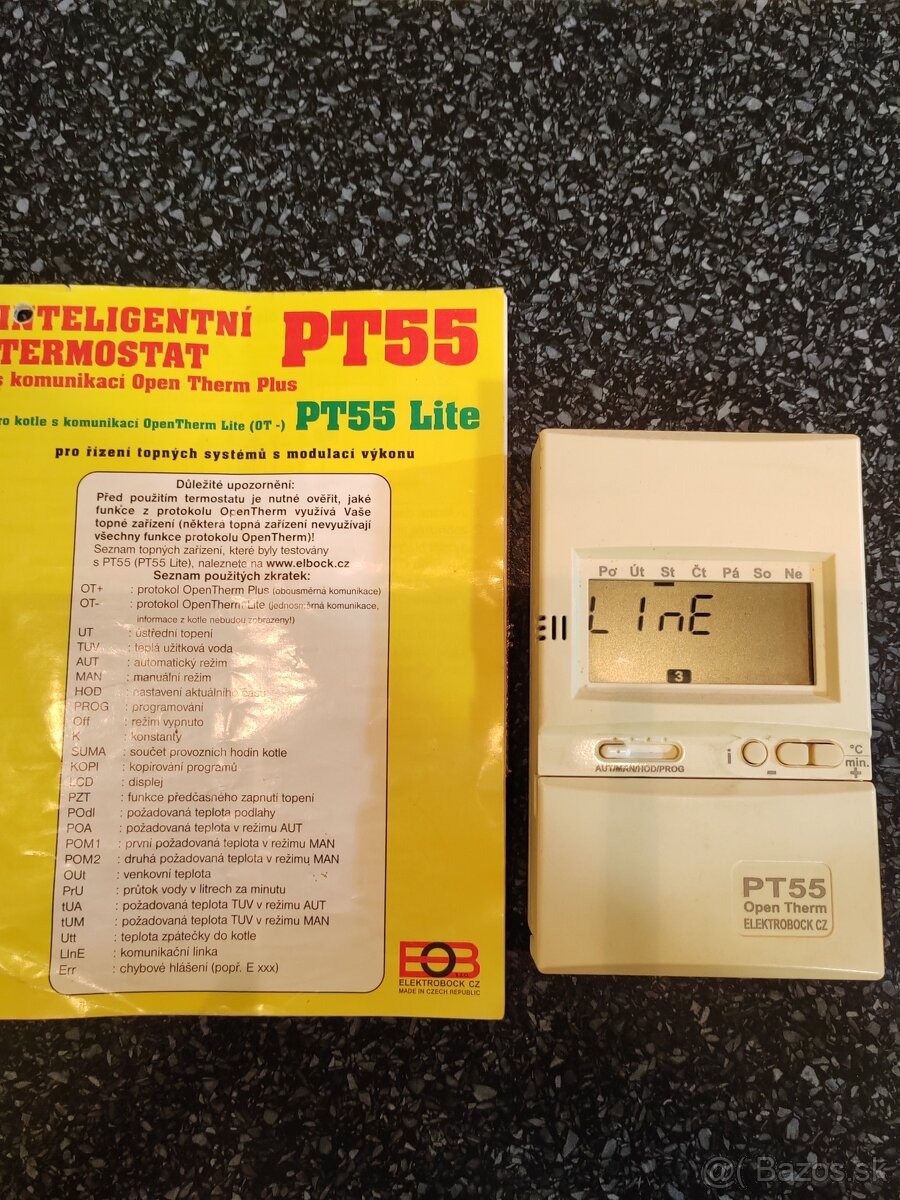 INTELIGENTNÍ
TERMOSTAT PT55
s komunikací Open Therm Plus
ro kotle s komunikací OpenTherm Lite (OT -) PT55 Lite
pro řízení topných systémů s modulací výkonu
Důležité upozornění:
Před použitím termostatu je nutné ověřit, jaké
funkce z protokolu OpenTherm využívá Vaše
topné zařízení (některá topná zařízení nevyužívají
všechny funkce protokolu OpenTherm)!
Seznam topných zařízení, které byly testovány
s PT55 (PT55 Lite), naleznete na www.elbock.cz
Seznam použitých zkratek:
OT+ : protokol OpenTherm Plus (obousměrná komunikace)
OT- : protokol OpenTherm Lite (jednosměrná komunikace,
informace z kotle nebudou zobrazeny!)
UT : ústřední topení
TUV : teplá užitková voda
AUT : automatický režim
MAN : manuální režim
HOD : nastavení aktuálního času
PROG : programování
Off : režim vypnuto
K : konstanty
SUMA : součet provozních hodin kotle
KOPI : kopírování programů
LCD : displej
PZT : funkce předčasného zapnutí topení
POdl : požadovaná teplota podlahy
POA : požadovaná teplota v režimu AUT
POM1 : první požadovaná teplota v režimu MAN
POM2 : druhá požadovaná teplota v režimu MAN
OUt : venkovní teplota
PrU : průtok vody v litrech za minutu
tUA : požadovaná teplota TUV v režimu AUT
tUM : požadovaná teplota TUV v režimu MAN
Utt : teplota zpátečky do kotle
LInE : komunikační linka
Err : chybové hlášení (popř. E xxx)
EOB
s.r.o.
ELEKTROBOCK CZ
MADE IN CZECH REPUBLIC
Po Út St Čt Pá So Ne
LInE
3
AUT/MAN/HOD/PROG
i - °C
min.
+
PT55
Open Therm
ELEKTROBOCK CZ
@( Bazos.sk